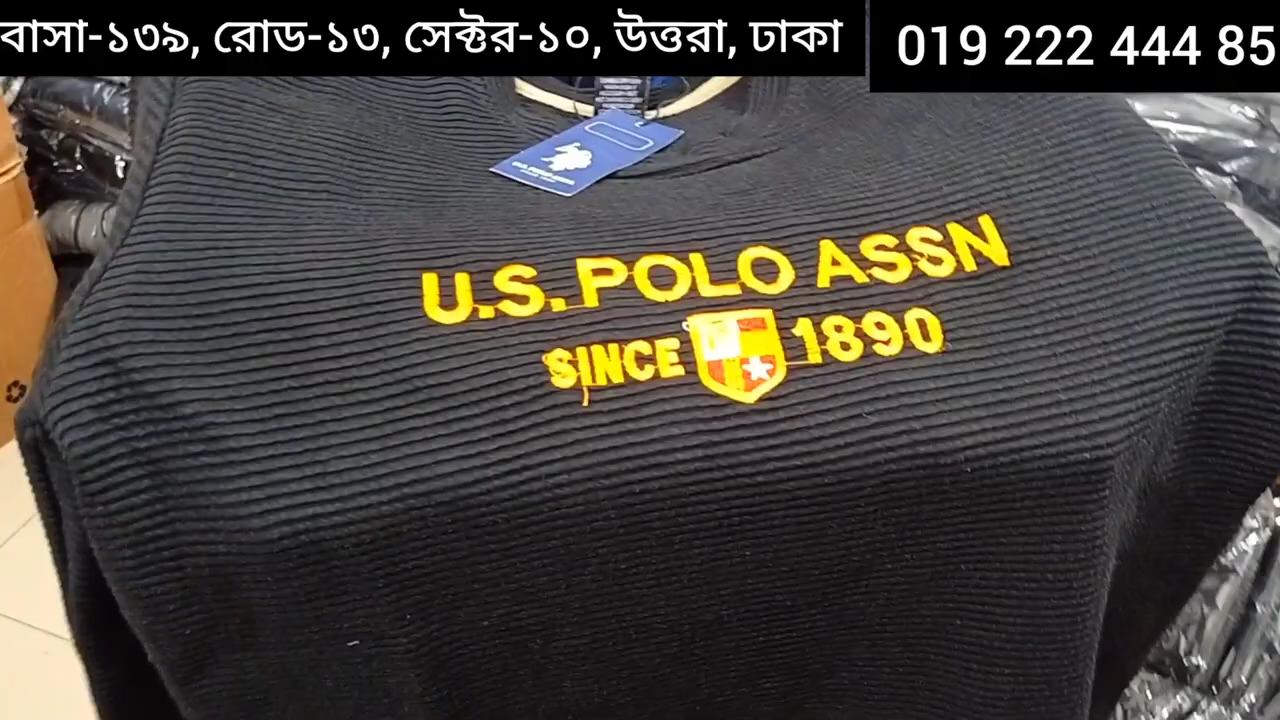 বাসা-১৩৯, রোড-১৩, সেক্টর-১০, উত্তরা, ঢাকা
019 222 444 85
U.S. POLO ASSN
SINCE 1890